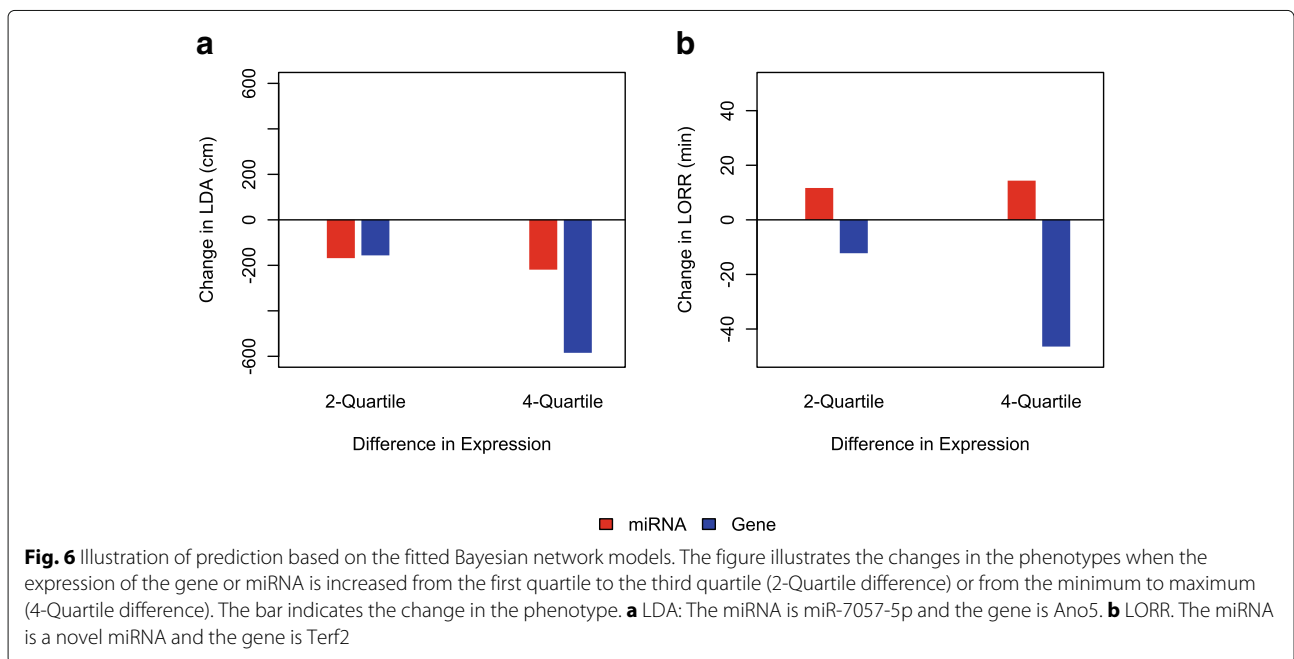 a
b
600
200
0
-200
-600
Change in LDA (cm)
2-Quartile
4-Quartile
Difference in Expression
40
20
0
-20
-40
Change in LORR (min)
2-Quartile
4-Quartile
Difference in Expression
miRNA
Gene
Fig. 6 Illustration of prediction based on the fitted Bayesian network models. The figure illustrates the changes in the phenotypes when the
expression of the gene or miRNA is increased from the first quartile to the third quartile (2-Quartile difference) or from the minimum to maximum
(4-Quartile difference). The bar indicates the change in the phenotype. a LDA: The miRNA is miR-7057-5p and the gene is Ano5. b LORR. The miRNA
is a novel miRNA and the gene is Terf2